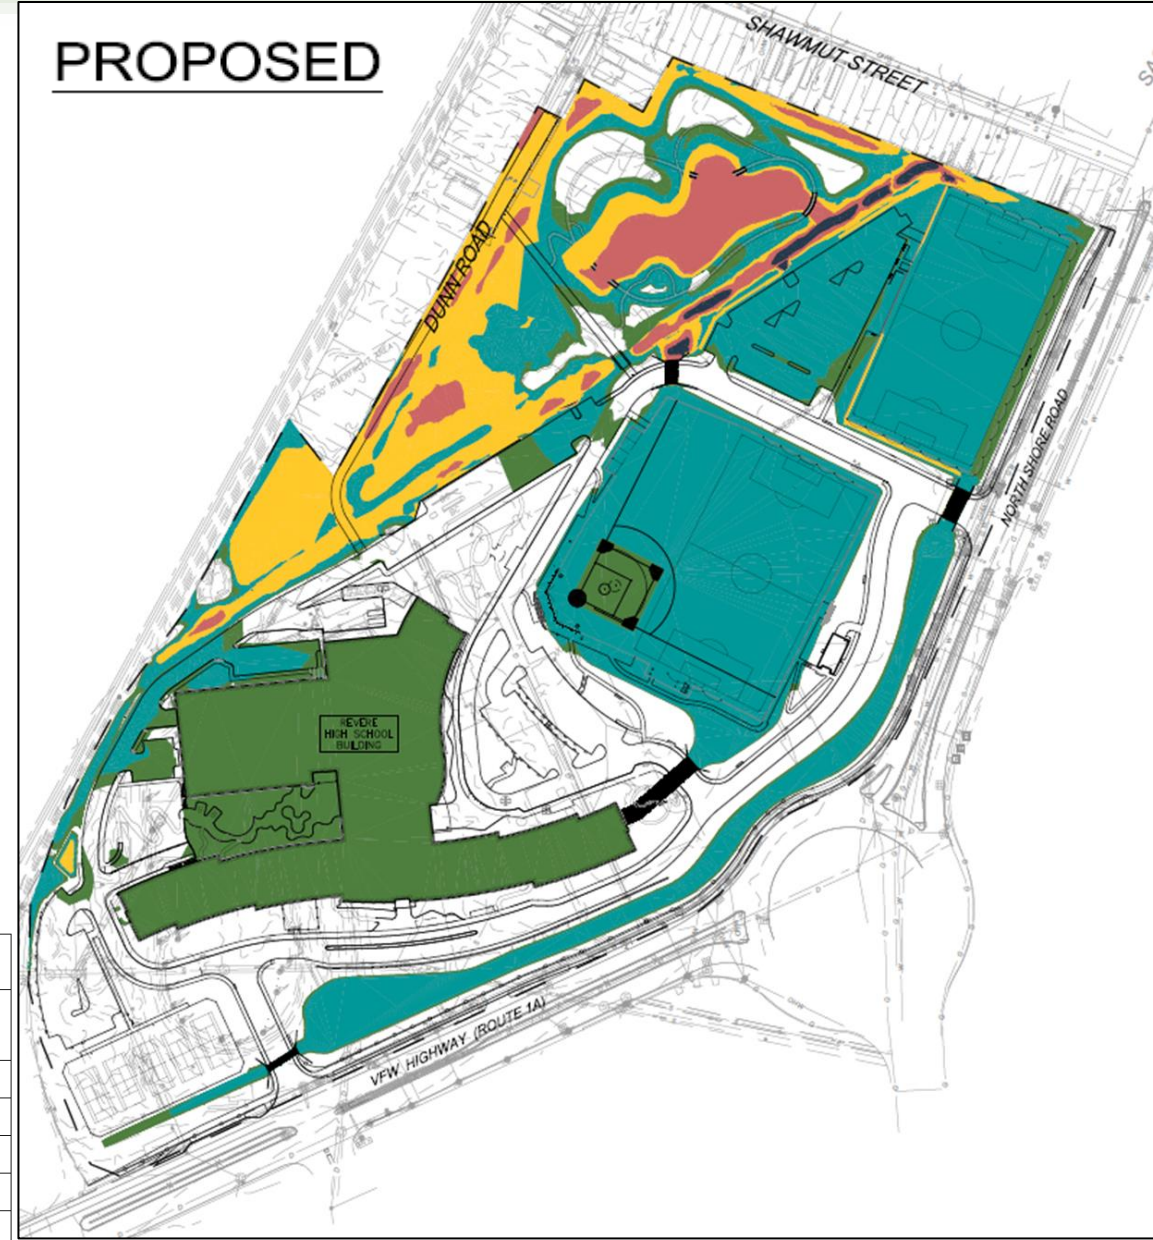 PROPOSED
SHAWMUT STREET
DUNN ROAD
NORTH SHORE ROAD
REVERE
HIGH SCHOOL
BUILDING
VFW HIGHWAY (ROUTE 1A)